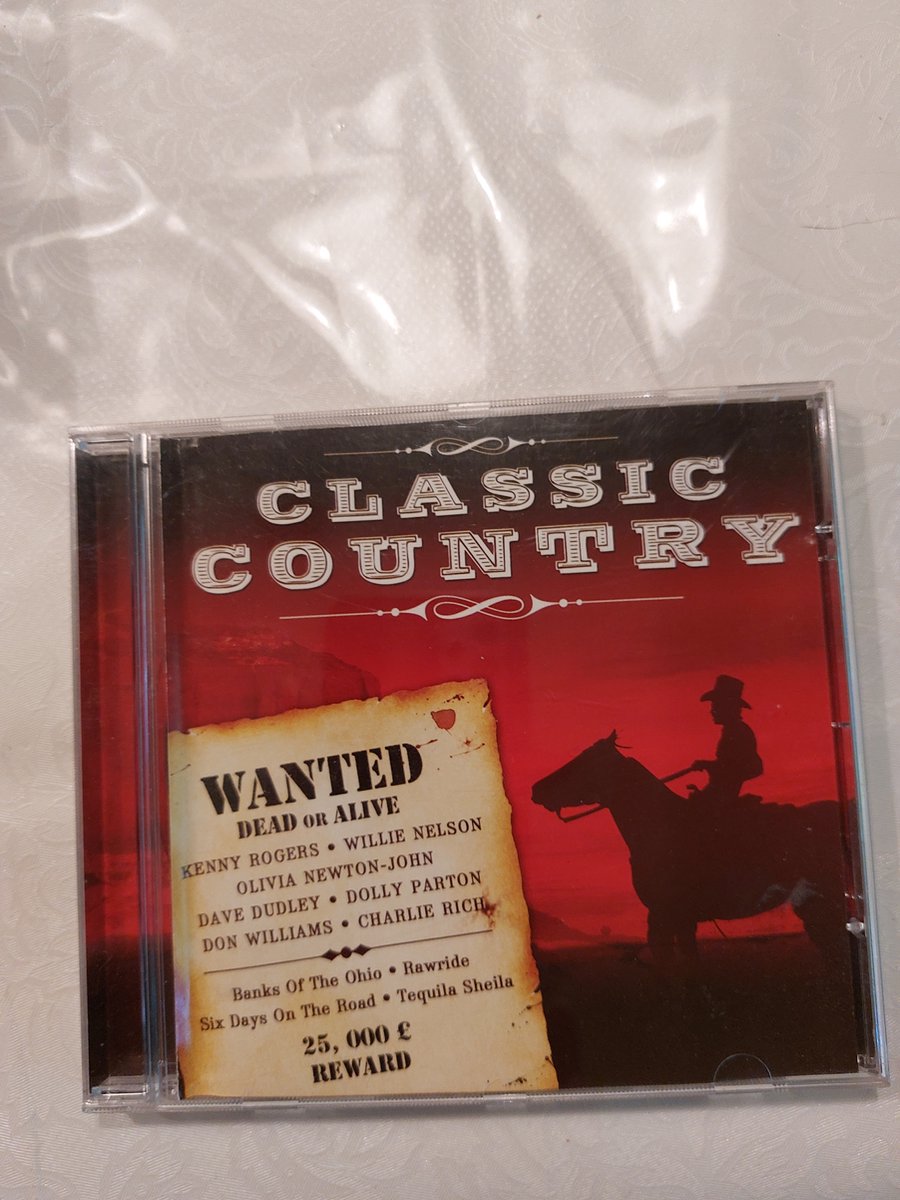 CLASSIC
COUNTRY
WANTED
DEAD OR ALIVE
KENNY ROGERS • WILLIE NELSON
OLIVIA NEWTON-JOHN
DAVE DUDLEY • DOLLY PARTON
DON WILLIAMS • CHARLIE RICH
Banks Of The Ohio • Rawride
Six Days On The Road • Tequila Sheila
25, 000 £
REWARD